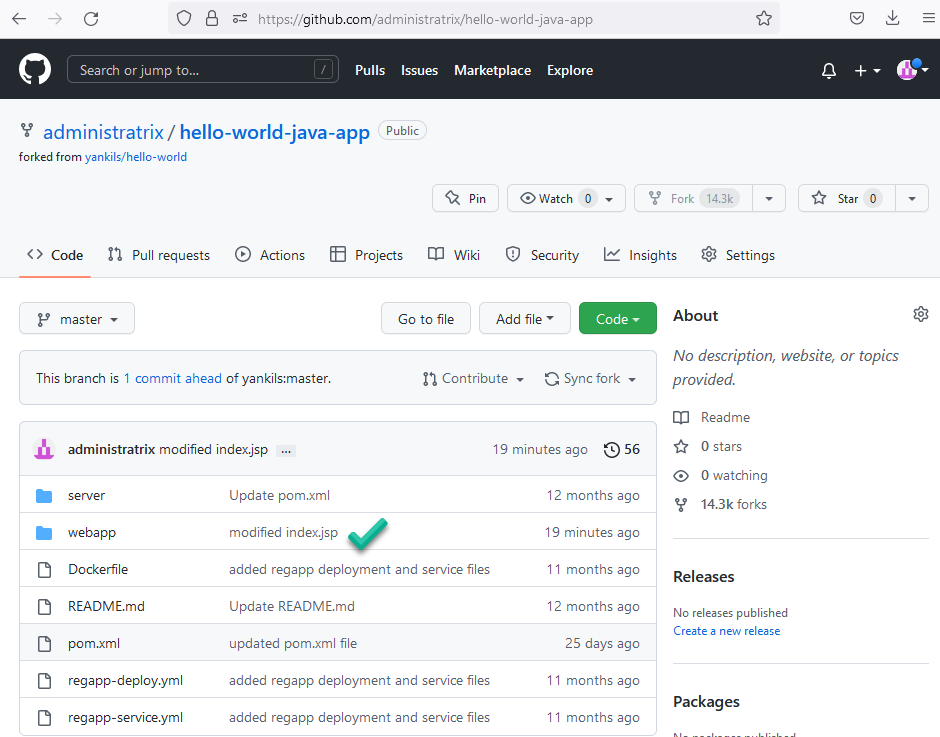 https://github.com/administratrix/hello-world-java-app
Search or jump to... / Pulls Issues Marketplace Explore
administratrix / hello-world-java-app Public
forked from yankils/hello-world
Pin Watch 0 Fork 14.3k Star 0
Code Pull requests Actions Projects Wiki Insights Security Settings
master Go to file Add file Code
About
No description, website, or topics
provided.
This branch is 1 commit ahead of yankils:master. Contribute Sync fork
Readme
0 stars
0 watching
14.3k forks
administratrix modified index.jsp ... 19 minutes ago 56
server Update pom.xml 12 months ago
webapp modified index.jsp 19 minutes ago
Dockerfile added regapp deployment and service files 11 months ago
README.md Update README.md 12 months ago
pom.xml updated pom.xml file 25 days ago
regapp-deploy.yml added regapp deployment and service files 11 months ago
regapp-service.yml added regapp deployment and service files 11 months ago
Releases
No releases published
Create a new release
Packages
No packages published